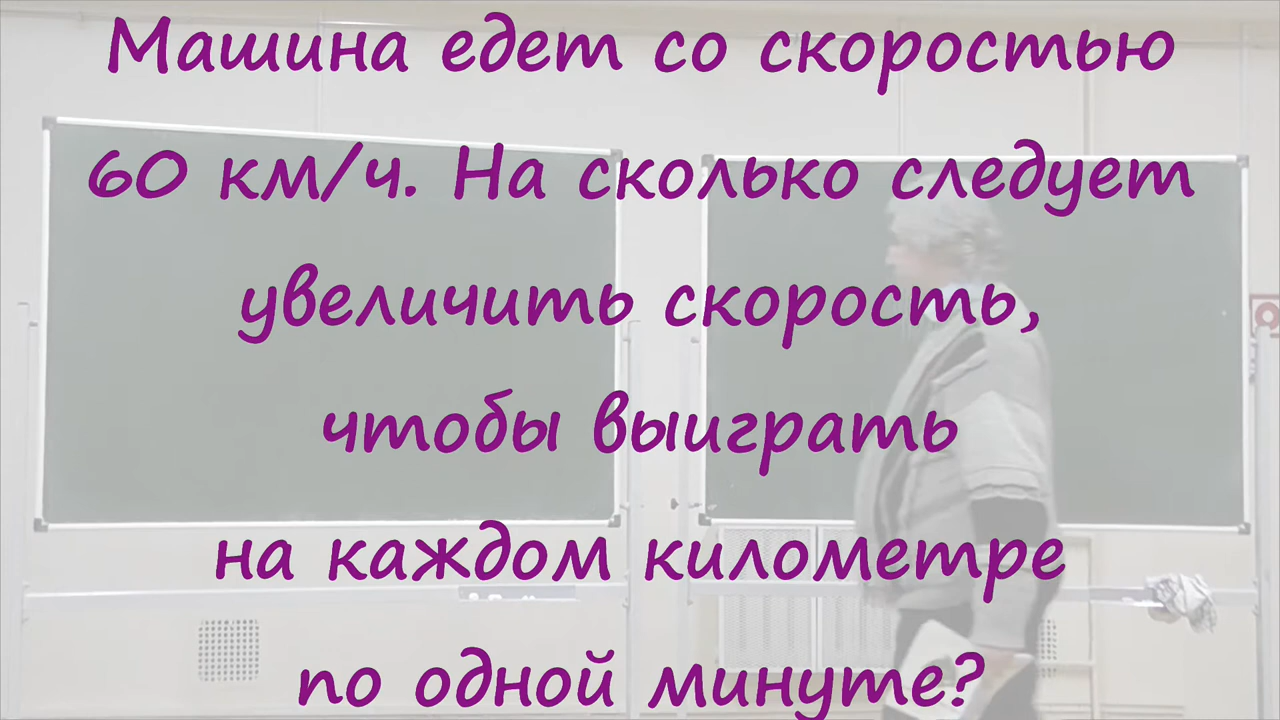 Машина едет со скоростью
60 км/ч. На сколько следует
увеличить скорость,
чтобы выиграть
на каждом километре
по одной минуте?